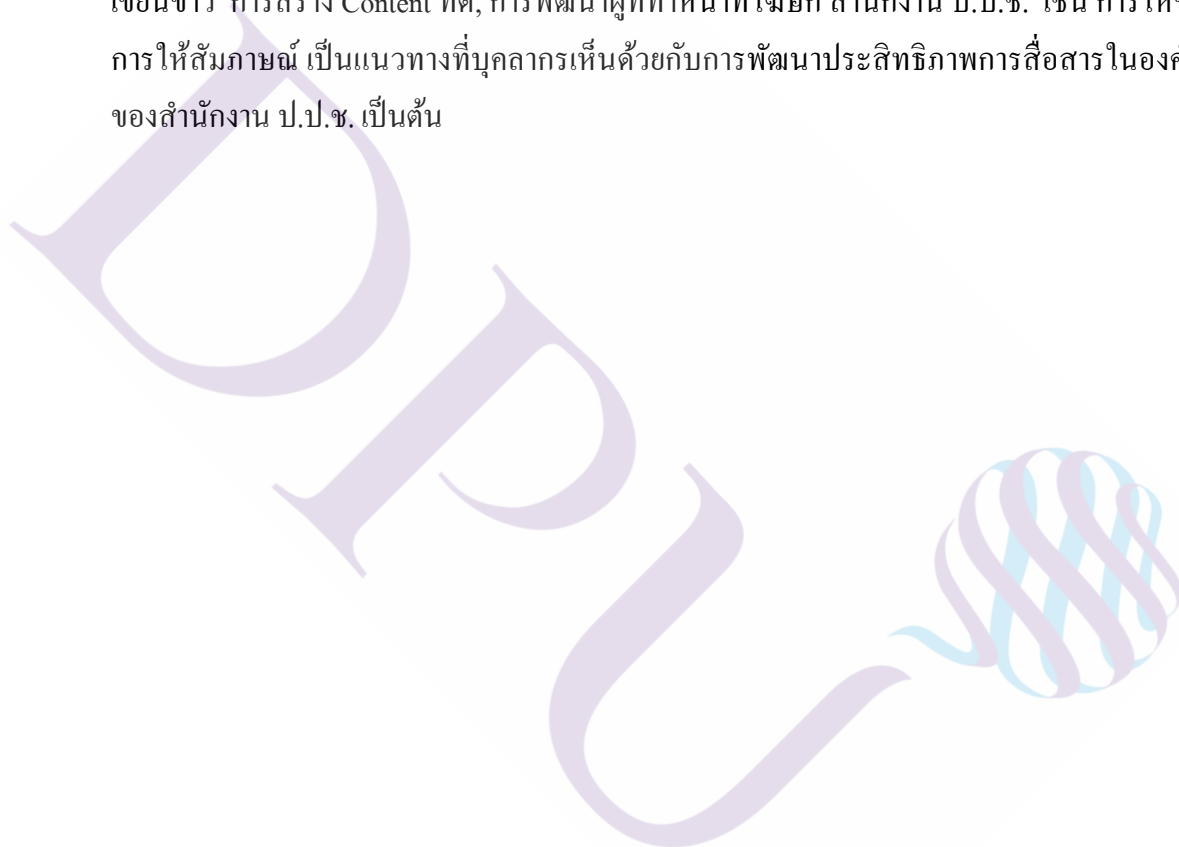 เขียนข่าว การสร้าง Content ที่ดี, การพัฒนาผู้ที่ทำหน้าที่โฆษก สำนักงาน ป.ป.ช. เช่น การให้
การให้สัมภาษณ์ เป็นแนวทางที่บุคลากรเห็นด้วยกับการพัฒนาประสิทธิภาพการสื่อสารในองค์
ของสำนักงาน ป.ป.ช. เป็นต้น
DPU